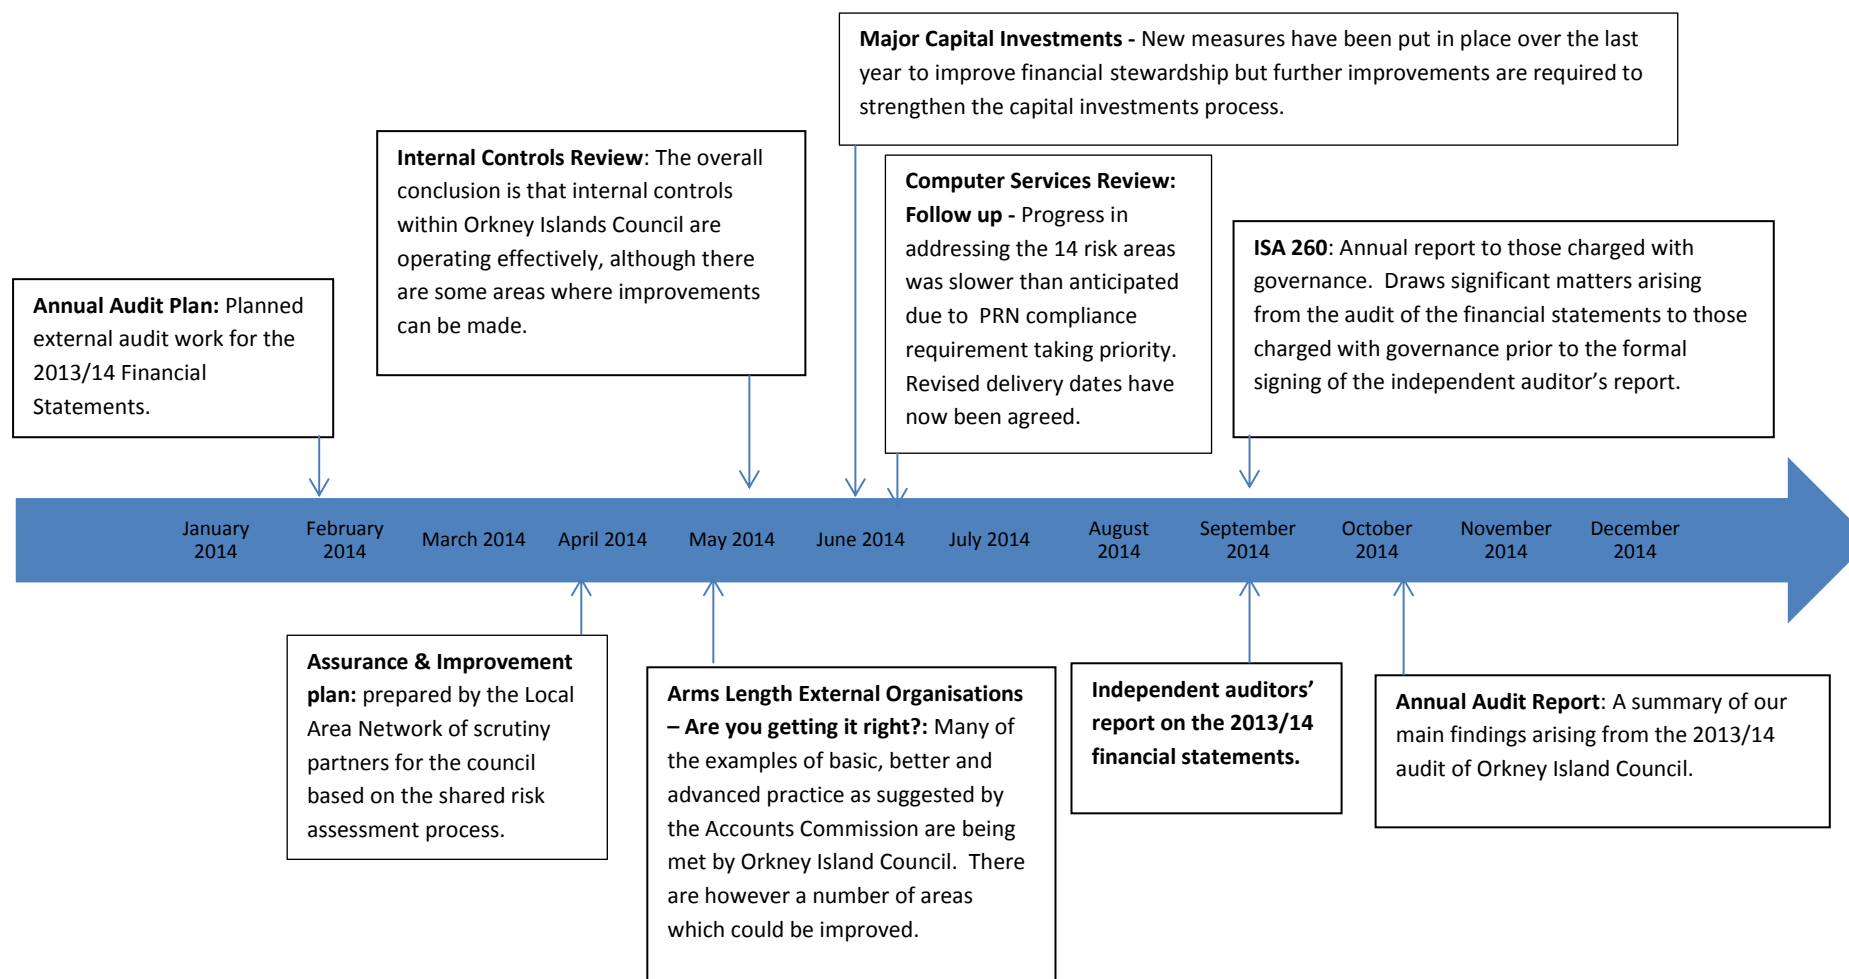 Major Capital Investments - New measures have been put in place over the last
year to improve financial stewardship but further improvements are required to
strengthen the capital investments process.
Internal Controls Review: The overall
conclusion is that internal controls
within Orkney Islands Council are
operating effectively, although there
are some areas where improvements
can be made.
Computer Services Review:
Follow up - Progress in
addressing the 14 risk areas
was slower than anticipated
due to  PRN compliance
requirement taking priority.
Revised delivery dates have
now been agreed.
ISA 260: Annual report to those charged with
governance.  Draws significant matters arising
from the audit of the financial statements to those
charged with governance prior to the formal
signing of the independent auditor’s report.
Annual Audit Plan: Planned
external audit work for the
2013/14 Financial
Statements.
January
2014
February
2014
March 2014
April 2014
May 2014
June 2014
July 2014
August
2014
September
2014
October
2014
November
2014
December
2014
Assurance & Improvement
plan: prepared by the Local
Area Network of scrutiny
partners for the council
based on the shared risk
assessment process.
Arms Length External Organisations
– Are you getting it right?: Many of
the examples of basic, better and
advanced practice as suggested by
the Accounts Commission are being
met by Orkney Island Council.  There
are however a number of areas
which could be improved.
Independent auditors’
report on the 2013/14
financial statements.
Annual Audit Report: A summary of our
main findings arising from the 2013/14
audit of Orkney Island Council.